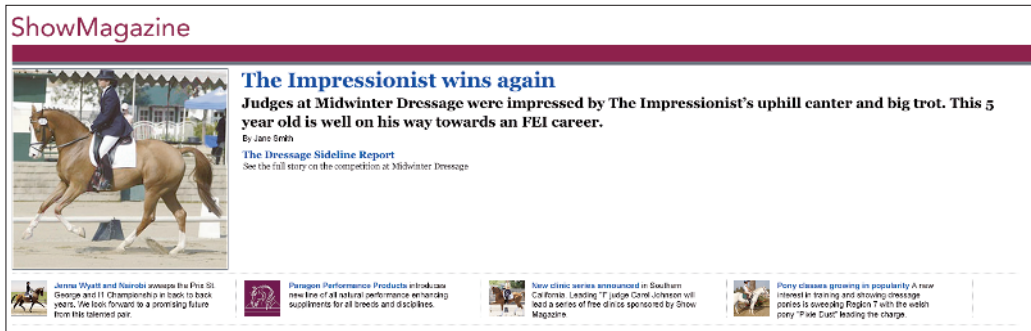 ShowMagazine
The Impressionist wins again
Judges at Midwinter Dressage were impressed by The Impressionist's uphill canter and big trot. This 5
year old is well on his way towards an FEI career.
By Jane Smith
The Dressage Sideline Report
See the full story on the competition at Midwinter Dressage
Jenna Wyatt and Nairobi sweeps the Prix St.
George and I1 Championship in back to back
years. We look forward to a promising future
from this talented pair.
Paragon Performance Products introduces
new line of all natural performance enhancing
suppliments for all breeds and disciplines.
New clinic series announced in Southern
California. Leading "I" judge Carol Johnson will
lead a series of free clinics sponsored by Show
Magazine.
Pony classes growing in popularity A new
interest in training and showing dressage
ponies is sweeping Region 7 with the welsh
pony "Pixie Dust" leading the charge.